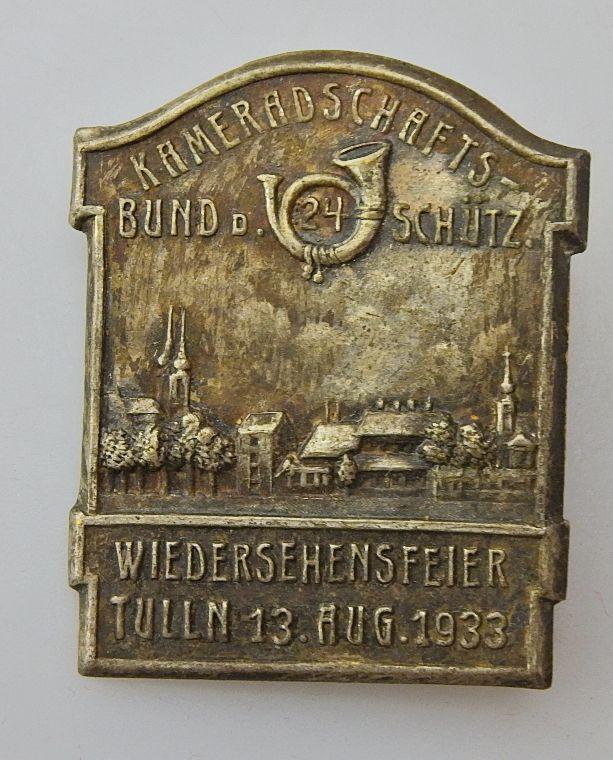 KAMERADSCHAFTS-
BUND D. 24 SCHÜTZ.
WIEDERSEHENSFEIER
TULLN 13. AUG. 1933